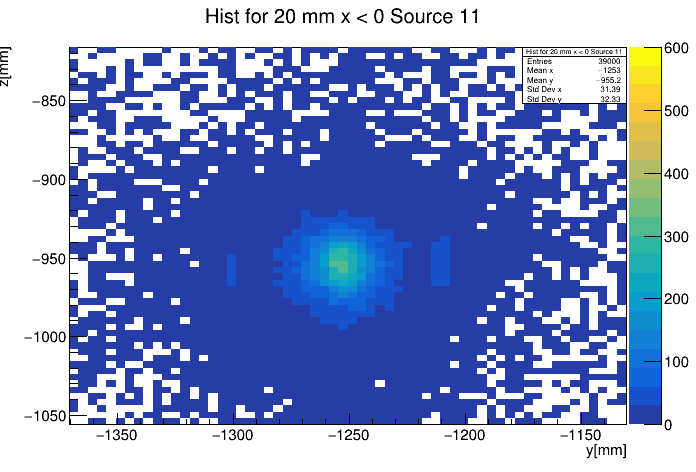 Hist for 20 mm x < 0 Source 11
z[mm]
Hist for 20 mm x < 0 Source 11
Entries 39000
Mean x −1253
Mean y −955.2
Std Dev x 31.39
Std Dev y 32.33
600
500
400
300
200
100
0
−850
−900
−950
−1000
−1050
−1350 −1300 −1250 −1200 −1150
y[mm]